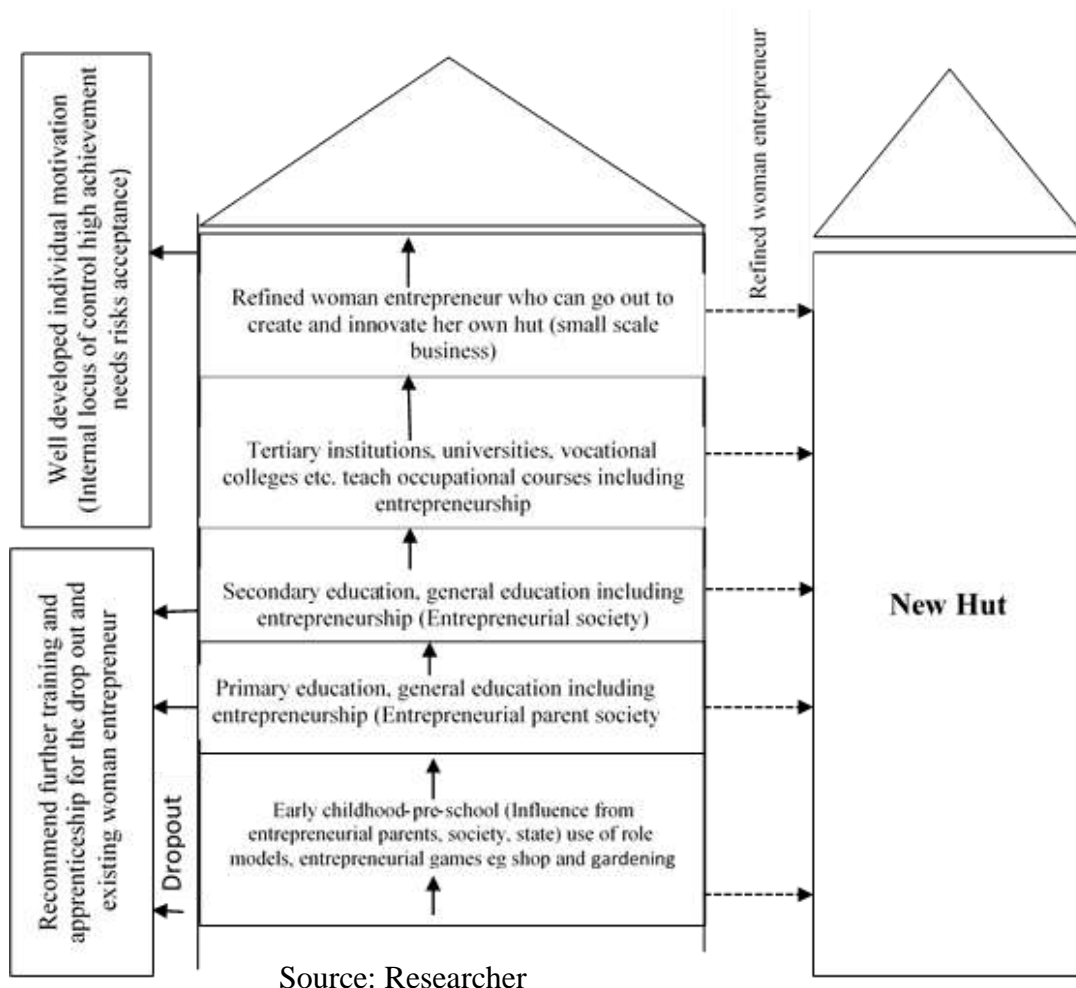 Well developed individual motivation
(Internal locus of control high achievement
needs risks acceptance)
Recommend further training and
apprenticeship for the drop out and
existing woman entrepreneur
Dropout
Refined woman entrepreneur who can go out to
create and innovate her own hut (small scale
business)
Tertiary institutions, universities, vocational
colleges etc. teach occupational courses including
entrepreneurship
Secondary education, general education including
entrepreneurship (Entrepreneurial society)
Primary education, general education including
entrepreneurship (Entrepreneurial parent society
Early childhood-pre-school (Influence from
entrepreneurial parents, society, state) use of role
models, entrepreneurial games eg shop and gardening
Refined woman entrepreneur
New Hut
Source: Researcher